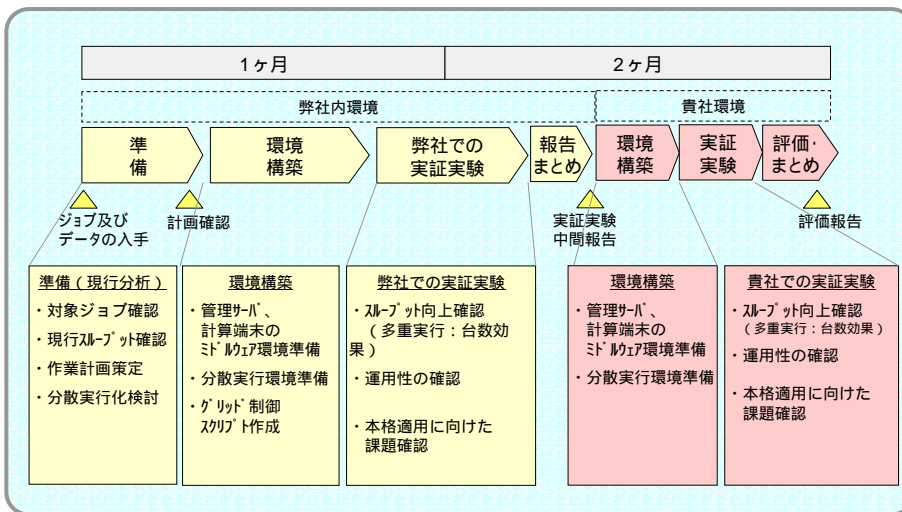 1ヶ月
2ヶ月
弊社内環境
貴社環境
準
備
環境
構築
弊社での
実証実験
報告
まとめ
環境
構築
実証
実験
評価・
まとめ
ジョブ及び
データの入手
計画確認
実証実験
中間報告
評価報告
準備(現行分析)
・対象ジョブ確認
・現行ｽﾙｰﾌﾟｯﾄ確認
・作業計画策定
・分散実行化検討
環境構築
・管理サーバ、
計算端末の
ﾐﾄﾞﾙｳｪｱ環境準備
・分散実行環境準備
・ｸﾞﾘｯﾄﾞ制御
ｽｸﾘﾌﾟﾄ作成
弊社での実証実験
・ｽﾙｰﾌﾟｯﾄ向上確認
(多重実行：台数効
果)
・運用性の確認
・本格適用に向けた
課題確認
環境構築
・管理サーバ、
計算端末の
ﾐﾄﾞﾙｳｪｱ環境準備
・分散実行環境準備
貴社での実証実験
・ｽﾙｰﾌﾟｯﾄ向上確認
(多重実行：台数効果)
・運用性の確認
・本格適用に向けた
課題確認